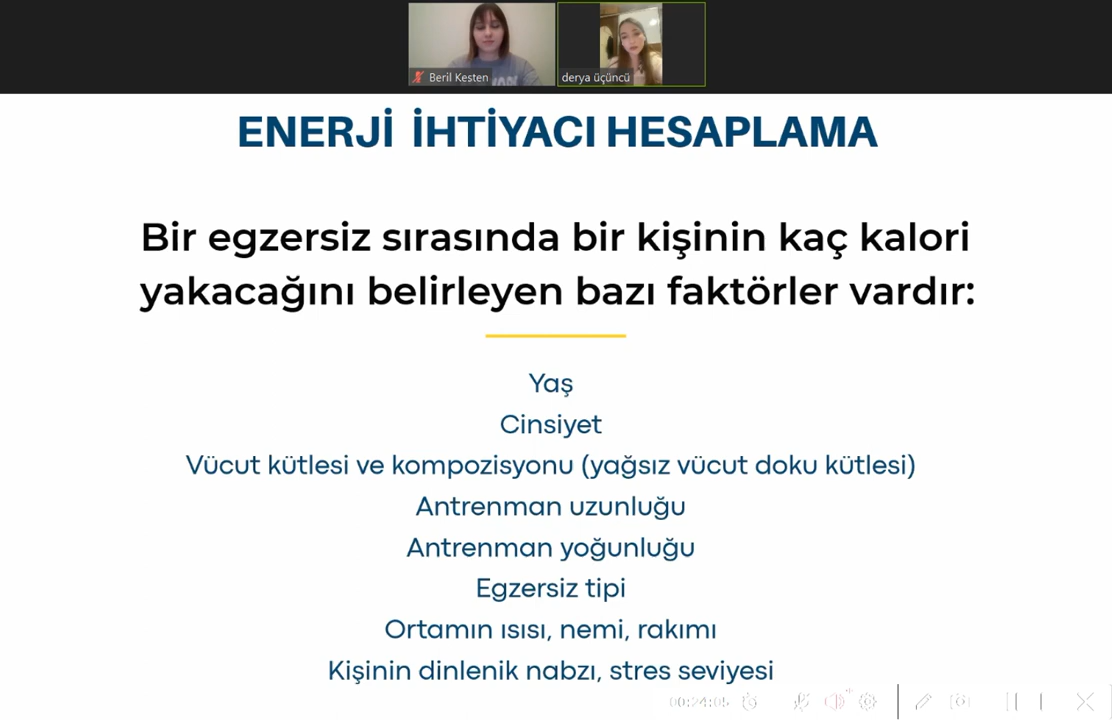 Beril Kesten
derya üçüncü
ENERJİ İHTİYACI HESAPLAMA
Bir egzersiz sırasında bir kişinin kaç kalori
yakacağını belirleyen bazı faktörler vardır:
Yaş
Cinsiyet
Vücut kütlesi ve kompozisyonu (yağsız vücut doku kütlesi)
Antrenman uzunluğu
Antrenman yoğunluğu
Egzersiz tipi
Ortamın ısısı, nemi, rakımı
Kişinin dinlenik nabzı, stres seviyesi
00:24:05